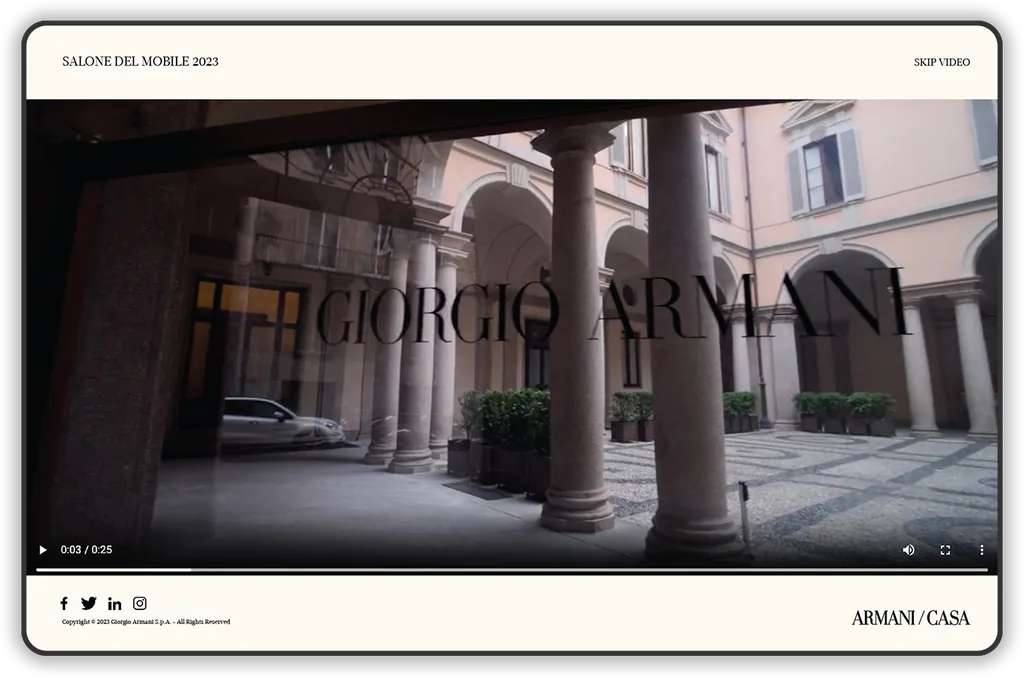 SALONE DEL MOBILE 2023
SKIP VIDEO
GIORGIO ARMANI
0:03 / 0:25
Copyright © 2023 Giorgio Armani S.p.A. - All Rights Reserved
ARMANI / CASA